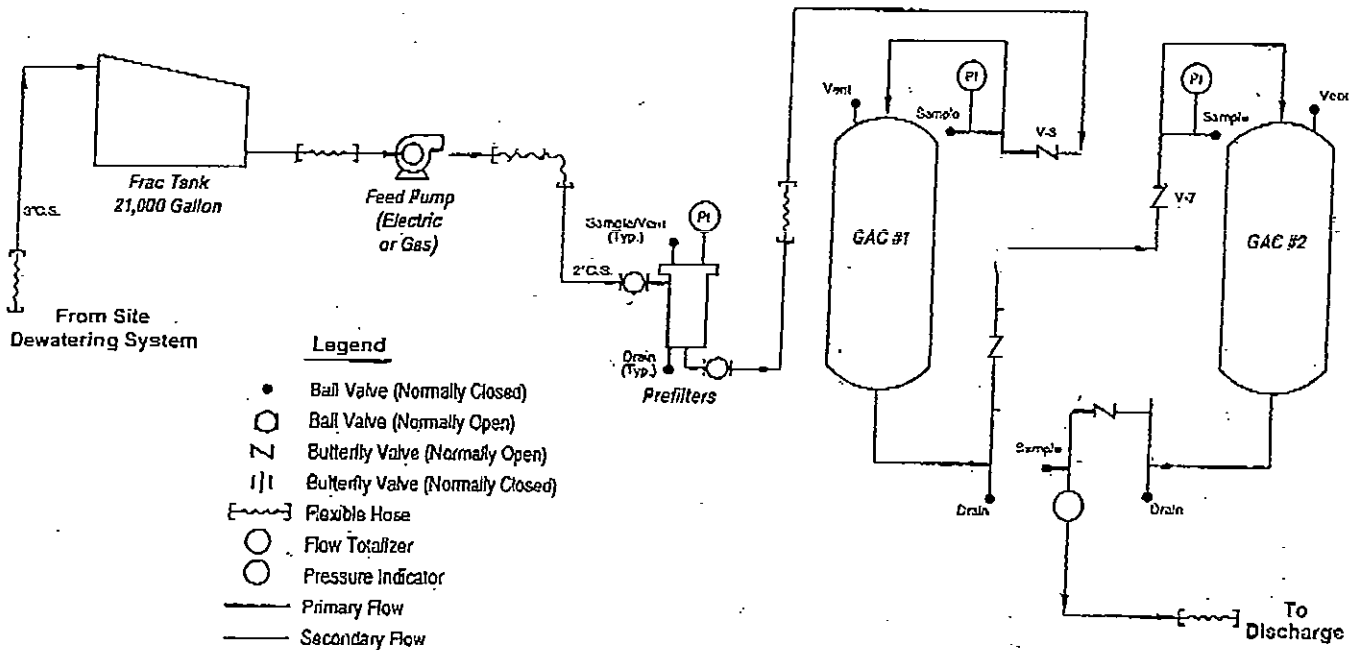 3"C.S.
From Site
Dewatering System
Frac Tank
21,000 Gallon
Feed Pump
(Electric
or Gas)
2"C.S.
Sample/Vent
(Typ.)
PI
Drain
(Typ.)
Prefilters
Vent
GAC #1
Sample
PI
V-3
PI
Sample
Vent
V-7
GAC #2
Drain
Sample
Drain
To
Discharge
Legend
Ball Valve (Normally Closed)
Ball Valve (Normally Open)
Butterfly Valve (Normally Open)
Butterfly Valve (Normally Closed)
Flexible Hose
Flow Totalizer
Pressure Indicator
Primary Flow
Secondary Flow